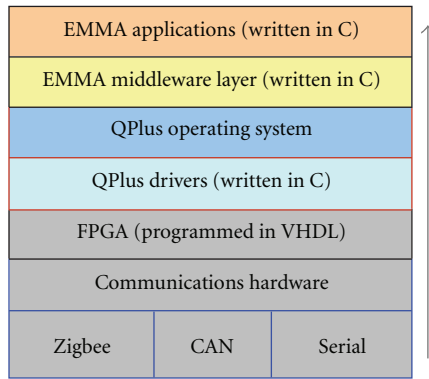 EMMA applications (written in C)
EMMA middleware layer (written in C)
QPlus operating system
QPlus drivers (written in C)
FPGA (programmed in VHDL)
Communications hardware
Zigbee CAN Serial